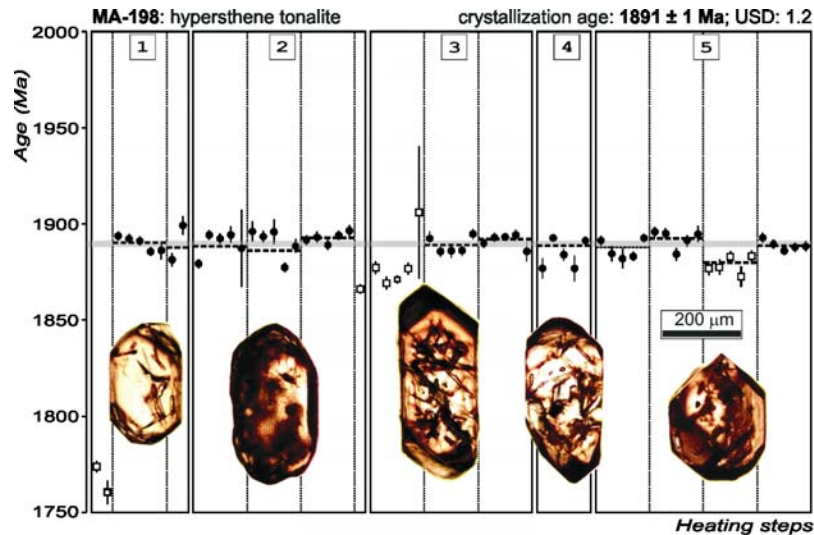 MA-198: hypersthene tonalite crystallization age: 1891 ± 1 Ma; USD: 1.2
1 2 3 4 5
Age (Ma)
2000
1950
1900
1850
1800
1750
200 µm
Heating steps